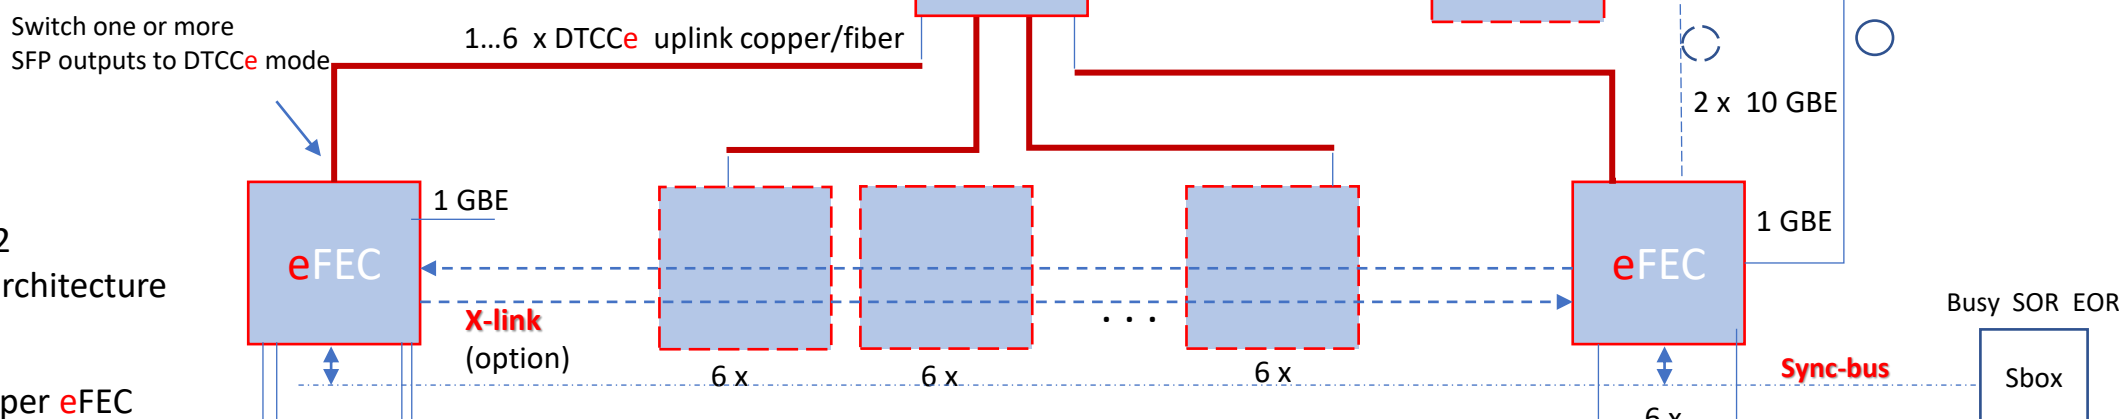 Switch one or more
SFP outputs to DTCCe mode
1...6 x DTCCe uplink copper/fiber
2 x 10 GBE
1 GBE
1 GBE
2
rchitecture
eFEC
eFEC
X-link
(option)
. . .
Busy SOR EOR
6 x
6 x
6 x
Sync-bus
Sbox
per eFEC
6 x